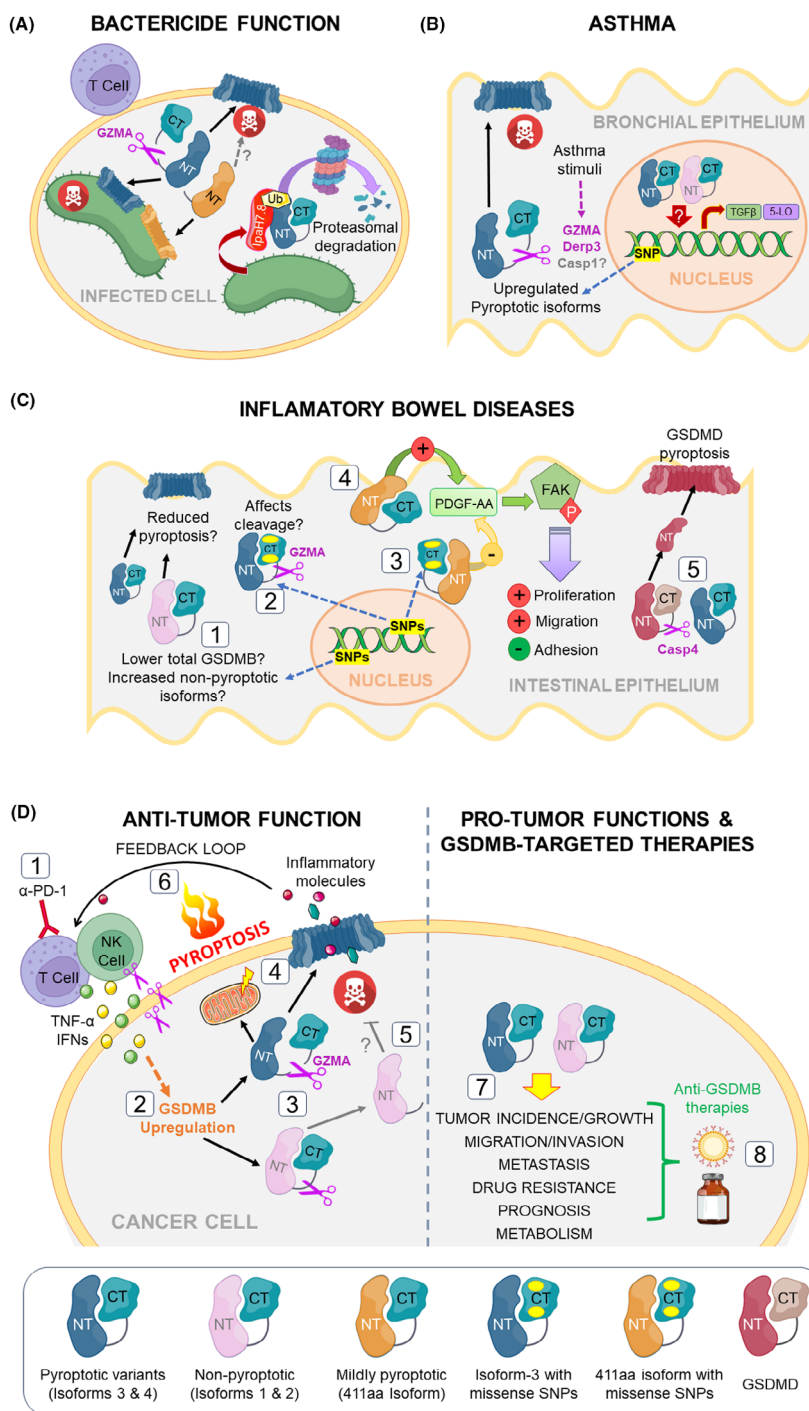 (A)
BACTERICIDE FUNCTION
T Cell
GZMA
CT
NT
NT
?
Ub
IpaH7.8
CT
NT
Proteasomal
degradation
INFECTED CELL
(B)
ASTHMA
BRONCHIAL EPITHELIUM
Asthma
stimuli
CT
NT
GZMA
Derp3
Casp1?
CT
NT
CT
NT
?
TGFβ
5-LO
SNP
NUCLEUS
Upregulated
Pyroptotic isoforms
(C)
INFLAMATORY BOWEL DISEASES
Reduced
pyroptosis?
CT
NT
CT
NT
1
Lower total GSDMB?
Increased non-pyroptotic
isoforms?
Affects
cleavage?
CT
NT
GZMA
2
SNPs
SNPs
NUCLEUS
3
CT
NT
-
4
NT
CT
+
PDGF-AA
FAK
P
+ Proliferation
+ Migration
- Adhesion
INTESTINAL EPITHELIUM
GSDMD
pyroptosis
NT
5
NT
CT
NT
CT
Casp4
(D)
ANTI-TUMOR FUNCTION
1
α-PD-1
FEEDBACK LOOP
6
Inflammatory
molecules
NK
Cell
T Cell
PYROPTOSIS
TNF-α
IFNs
4
2
GSDMB
Upregulation
CT
NT
GZMA
3
CT
NT
5
?
NT
CANCER CELL
PRO-TUMOR FUNCTIONS &
GSDMB-TARGETED THERAPIES
CT
NT
CT
NT
7
TUMOR INCIDENCE/GROWTH
MIGRATION/INVASION
METASTASIS
DRUG RESISTANCE
PROGNOSIS
METABOLISM
Anti-GSDMB
therapies
8
CT
NT
Pyroptotic variants
(Isoforms 3 & 4)
CT
NT
Non-pyroptotic
(Isoforms 1 & 2)
CT
NT
Mildly pyroptotic
(411aa Isoform)
CT
NT
Isoform-3 with
missense SNPs
CT
NT
411aa isoform with
missense SNPs
CT
NT
GSDMD